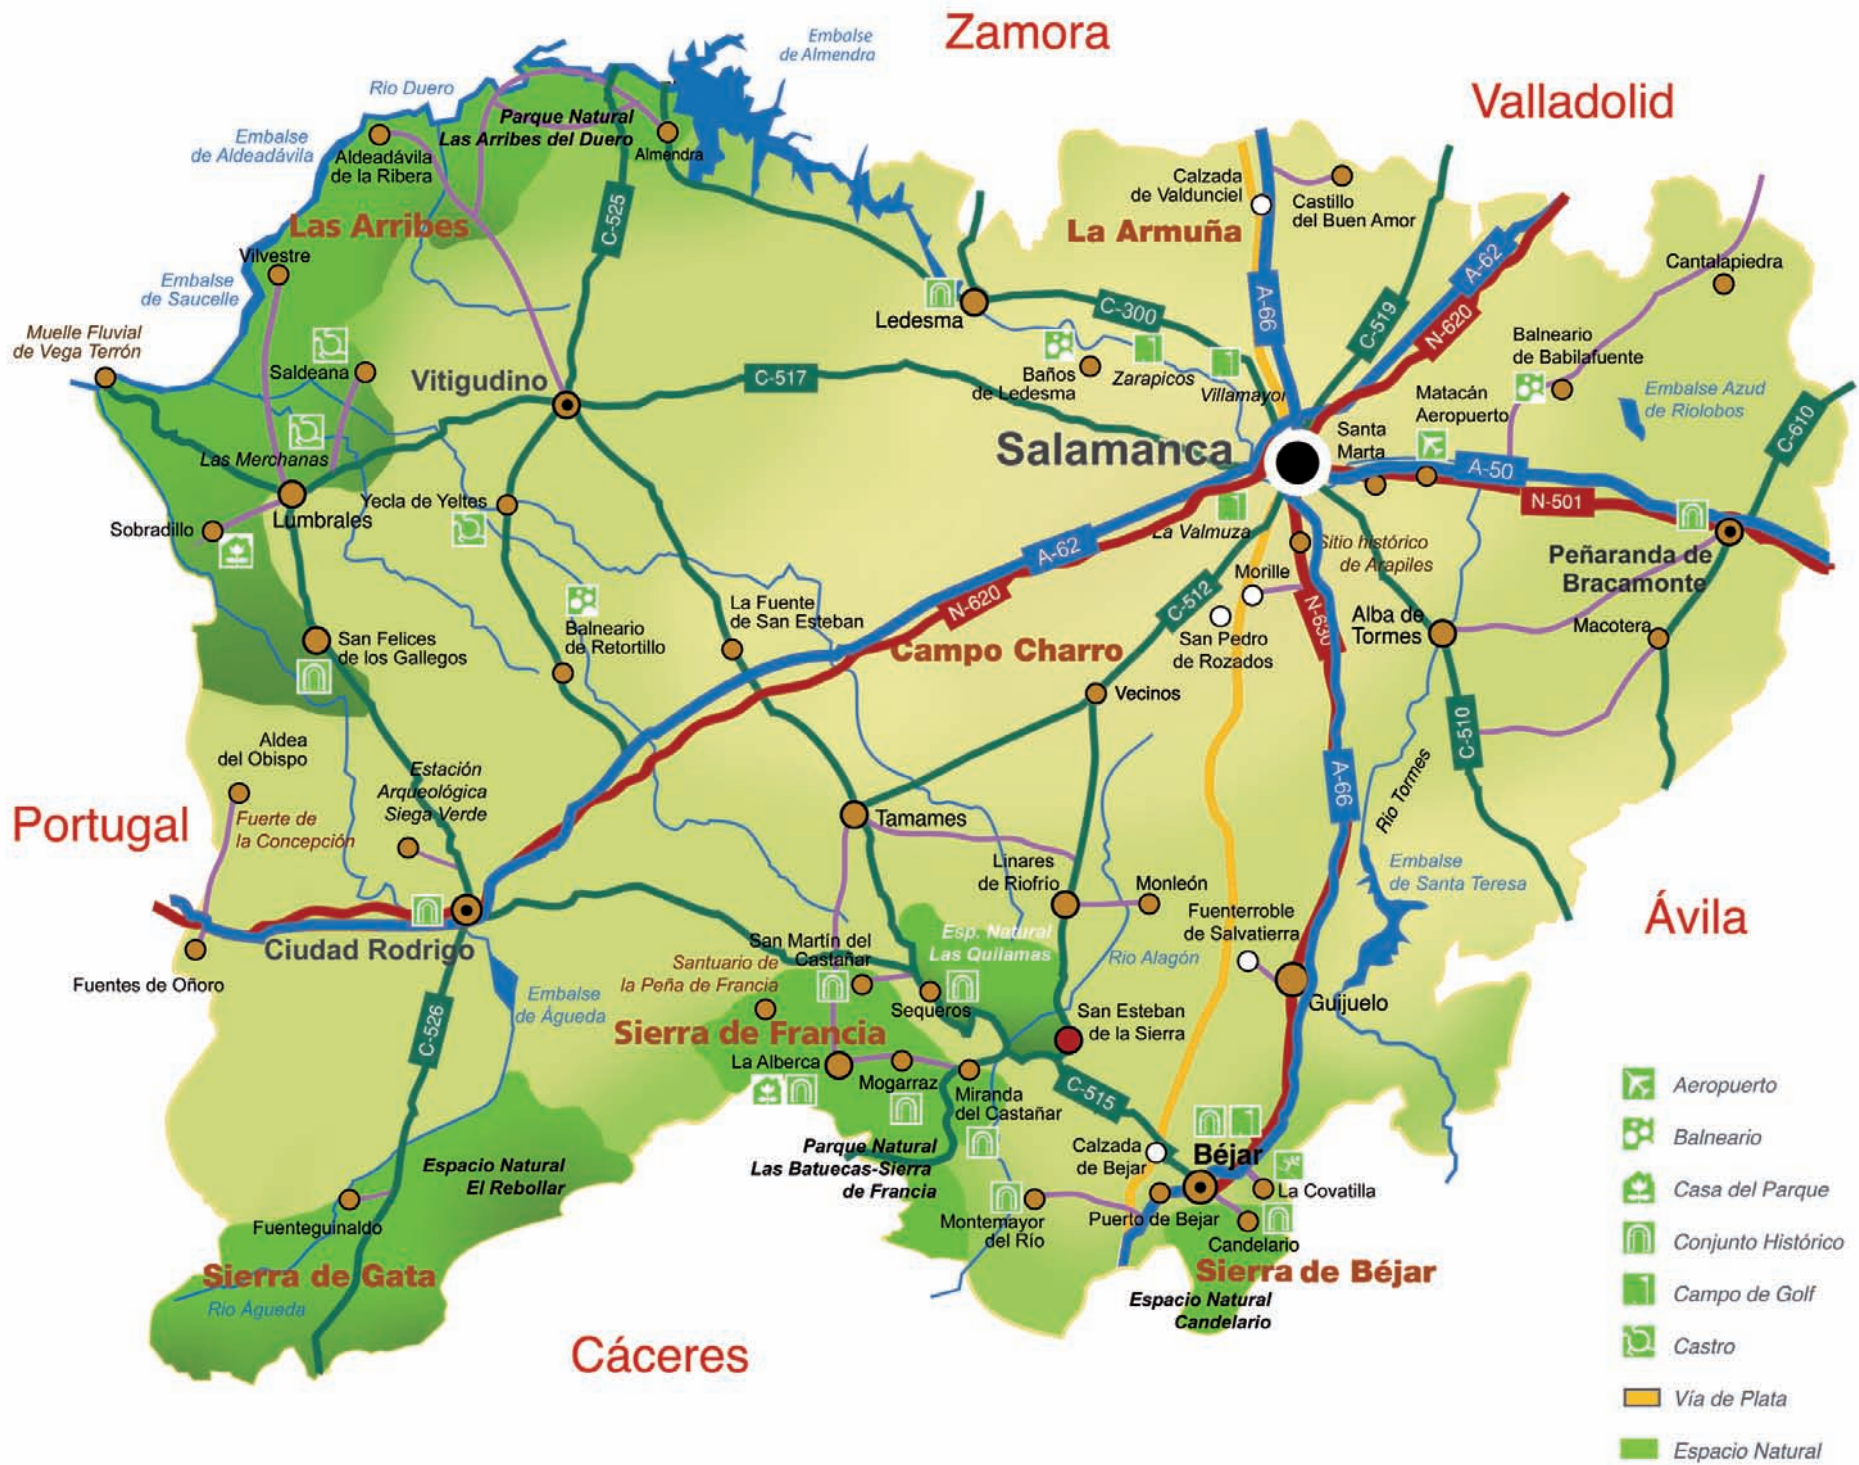 Zamora
Valladolid
Embalse
de Almendra
Rio Duero
Parque Natural
Las Arribes del Duero
Embalse
de Aldeadávila
Aldeadávila
de la Ribera
Almendra
C-525
Las Arribes
Vilvestre
Embalse
de Saucelle
Muelle Fluvial
de Vega Terrón
Saldeana
Vitigudino
C-517
Ledesma
C-300
Calzada
de Valdunciel
Castillo
del Buen Amor
La Armuña
A-66
C-519
A-62
N-620
Cantalapiedra
Balneario
de Babilafuente
Baños
de Ledesma
Zarapicos
Villamayor
Matacán
Aeropuerto
Embalse Azud
de Riolobos
C-610
Santa
Marta
Salamanca
A-50
N-501
Las Merchanas
Lumbrales
Yecla de Yeltes
Sobradillo
La Valmuza
A-62
N-620
Sitio histórico
de Arapiles
Peñaranda de
Bracamonte
Morille
C-512
San Pedro
de Rozados
N-630
Alba de
Tormes
Macotera
La Fuente
de San Esteban
Balneario
de Retortillo
San Felices
de los Gallegos
Campo Charro
Vecinos
C-510
Aldea
del Obispo
Estación
Arqueológica
Siega Verde
A-66
Rio Tormes
Portugal
Fuerte de
la Concepción
Tamames
Linares
de Riofrío
Monleón
Embalse
de Santa Teresa
Ávila
Fuenterroble
de Salvatierra
Ciudad Rodrigo
Fuentes de Oñoro
San Martín del
Castañar
Esp. Natural
Las Quilamas
Rio Alagón
Santuario de
la Peña de Francia
Sequeros
Guijuelo
Embalse
de Águeda
C-526
San Esteban
de la Sierra
Sierra de Francia
La Alberca
Mogarraz
Miranda
del Castañar
C-515
Parque Natural
Las Batuecas-Sierra
de Francia
Calzada
de Bejar
Béjar
La Covatilla
Espacio Natural
El Rebollar
Fuenteguinaldo
Montemayor
del Río
Puerto de Bejar
Candelario
Sierra de Gata
Rio Águeda
Sierra de Béjar
Espacio Natural
Candelario
Cáceres
Aeropuerto
Balneario
Casa del Parque
Conjunto Histórico
Campo de Golf
Castro
Vía de Plata
Espacio Natural